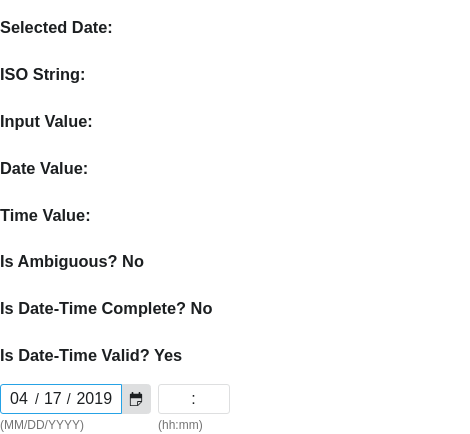 Selected Date:
ISO String:
Input Value:
Date Value:
Time Value:
Is Ambiguous? No
Is Date-Time Complete? No
Is Date-Time Valid? Yes
04 / 17 / 2019 :
(MM/DD/YYYY) (hh:mm)